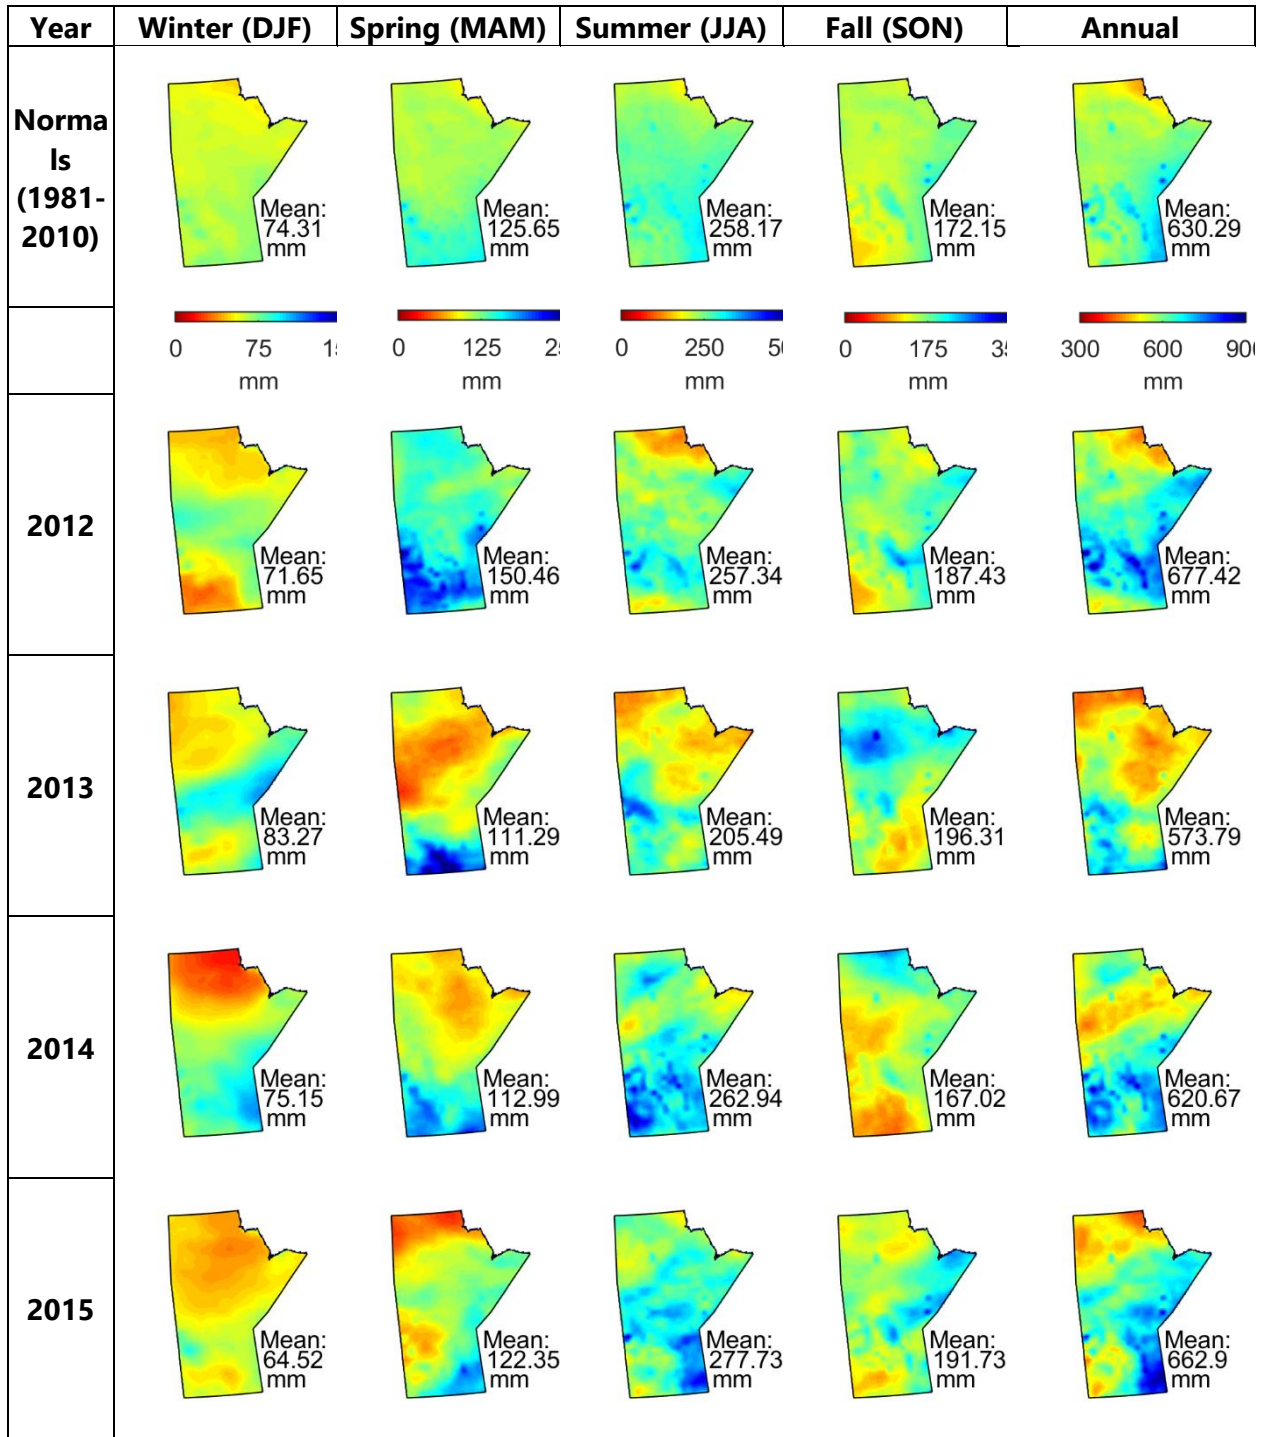 Year Winter (DJF) Spring (MAM) Summer (JJA) Fall (SON) Annual
Norma
ls
(1981-
2010)
Mean: Mean: Mean: Mean: Mean:
74.31 125.65 258.17 172.15 630.29
mm mm mm mm mm
0 75 0 125 0 250 0 175 300 600
mm mm mm mm mm
2012
Mean: Mean: Mean: Mean: Mean:
71.65 150.46 257.34 187.43 677.42
mm mm mm mm mm
2013
Mean: Mean: Mean: Mean: Mean:
83.27 111.29 205.49 196.31 573.79
mm mm mm mm mm
2014
Mean: Mean: Mean: Mean: Mean:
75.15 112.99 262.94 167.02 620.67
mm mm mm mm mm
2015
Mean: Mean: Mean: Mean: Mean:
64.52 122.35 277.73 191.73 662.9
mm mm mm mm mm